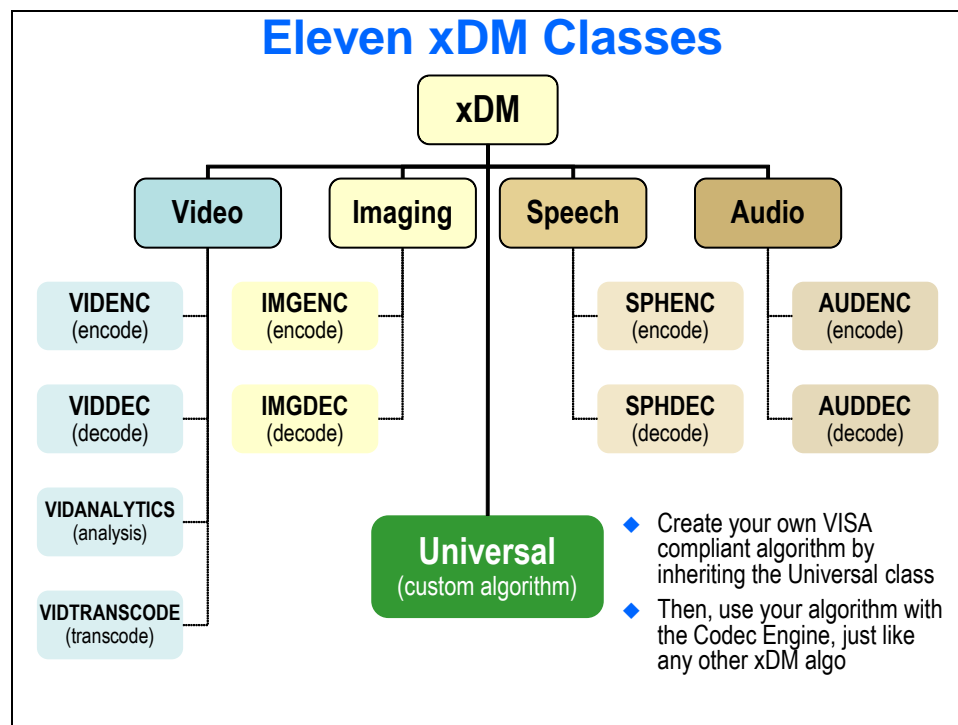 Eleven xDM Classes
xDM
Video
Imaging
Speech
Audio
VIDENC
(encode)
IMGENC
(encode)
SPHENC
(encode)
AUDENC
(encode)
VIDDEC
(decode)
IMGDEC
(decode)
SPHDEC
(decode)
AUDDEC
(decode)
VIDANALYTICS
(analysis)
VIDTRANSCODE
(transcode)
Universal
(custom algorithm)
Create your own VISA
compliant algorithm by
inheriting the Universal class
Then, use your algorithm with
the Codec Engine, just like
any other xDM algo